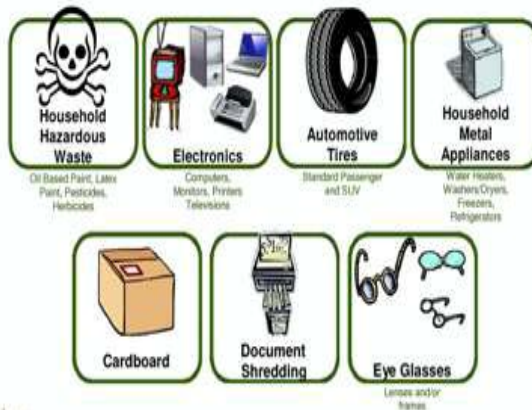 Household
Hazardous
Waste
Oil Based Paint, Latex
Paint, Pesticides,
Herbicides
Electronics
Computers,
Monitors, Printers
Televisions
Automotive
Tires
Standard Passenger
and SUV
Household
Metal
Appliances
Water Heaters,
Washers/Dryers,
Freezers,
Refrigerators
Cardboard
Document
Shredding
Eye Glasses
Lenses and/or
frames